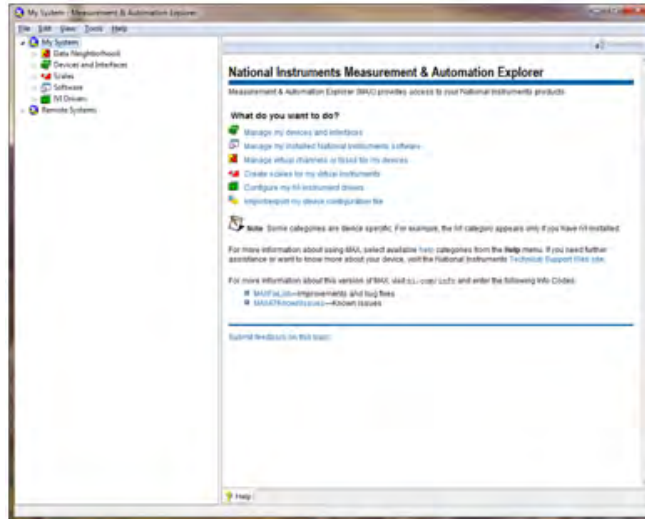 My System - Measurement & Automation Explorer
File Edit View Tools Help
My System
Data Neighborhood
Devices and Interfaces
Scales
Software
IVI Drivers
Remote Systems
National Instruments Measurement & Automation Explorer
Measurement & Automation Explorer (MAX) provides access to your National Instruments products.
What do you want to do?
Manage my devices and interfaces
Manage my installed National Instruments software
Manage virtual channels or tasks for my devices
Create scales for my virtual instruments
Configure my IVI instrument drivers
Import/export my device configuration file
Note Some categories are device specific. For example, the IVI category appears only if you have IVI installed.
For more information about using MAX, select available help categories from the Help menu. If you need further
assistance or want to know more about your device, visit the National Instruments Technical Support Web site.
For more information about this version of MAX, visit ni.com/info and enter the following Info Codes:
—Improvements and bug fixes
—Known Issues
Submit feedback on this topic
Help